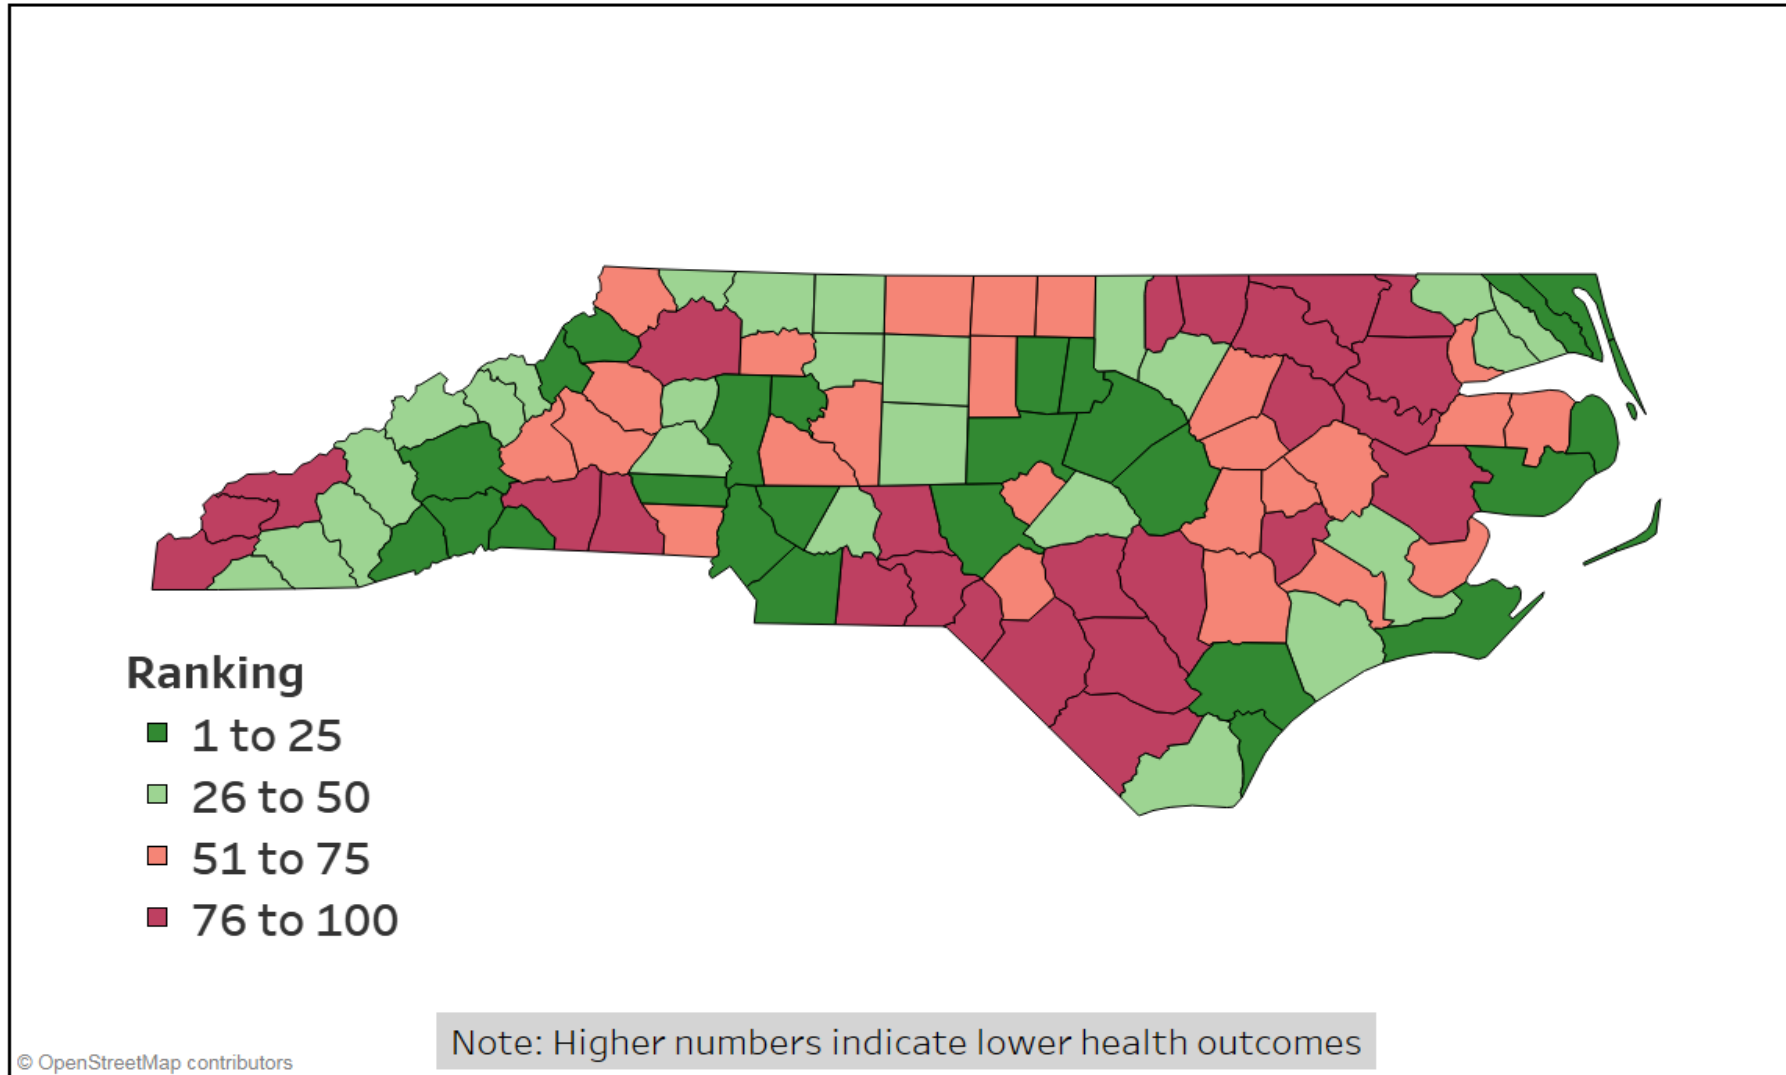 Ranking
1 to 25
26 to 50
51 to 75
76 to 100
Note: Higher numbers indicate lower health outcomes
© OpenStreetMap contributors